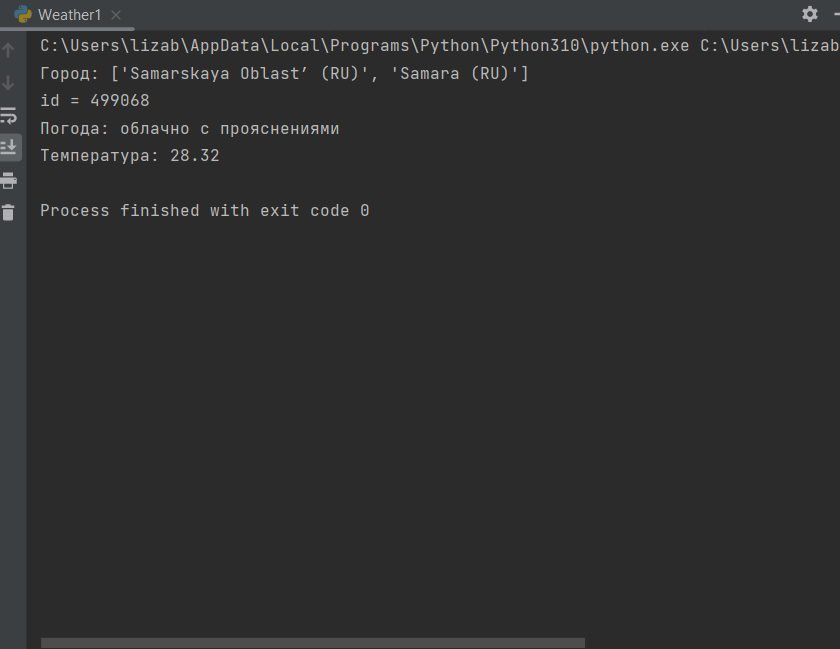 Weather1
C:\Users\lizab\AppData\Local\Programs\Python\Python310\python.exe C:\Users\lizab
Город: ['Samarskaya Oblast’ (RU)', 'Samara (RU)']
id = 499068
Погода: облачно с прояснениями
Температура: 28.32
Process finished with exit code 0